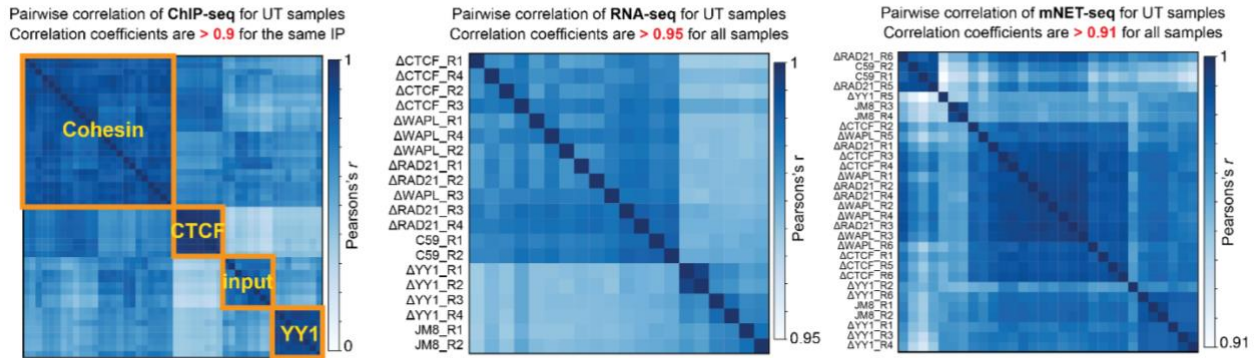 Pairwise correlation of ChIP-seq for UT samples
Correlation coefficients are > 0.9 for the same IP
1
Cohesin
CTCF
input
YY1
Pearsons's r
0
Pairwise correlation of RNA-seq for UT samples
Correlation coefficients are > 0.95 for all samples
ΔCTCF_R1
ΔCTCF_R4
ΔCTCF_R2
ΔCTCF_R3
ΔWAPL_R1
ΔWAPL_R4
ΔWAPL_R2
ΔRAD21_R1
ΔRAD21_R2
ΔWAPL_R3
ΔRAD21_R3
ΔRAD21_R4
C59_R1
C59_R2
ΔYY1_R1
ΔYY1_R2
ΔYY1_R3
ΔYY1_R4
JM8_R1
JM8_R2
1
Pearsons's r
0.95
Pairwise correlation of mNET-seq for UT samples
Correlation coefficients are > 0.91 for all samples
ΔRAD21_R6
C59_R2
C59_R1
ΔRAD21_R5
ΔYY1_R5
JM8_R3
JM8_R4
ΔCTCF_R2
ΔWAPL_R5
ΔRAD21_R1
ΔCTCF_R3
ΔCTCF_R4
ΔWAPL_R1
ΔRAD21_R2
ΔRAD21_R4
ΔWAPL_R2
ΔWAPL_R4
ΔRAD21_R3
ΔWAPL_R3
ΔWAPL_R6
ΔCTCF_R1
ΔCTCF_R5
ΔCTCF_R6
ΔYY1_R2
ΔYY1_R6
JM8_R1
JM8_R2
ΔYY1_R1
ΔYY1_R3
ΔYY1_R4
1
Pearsons's r
0.91